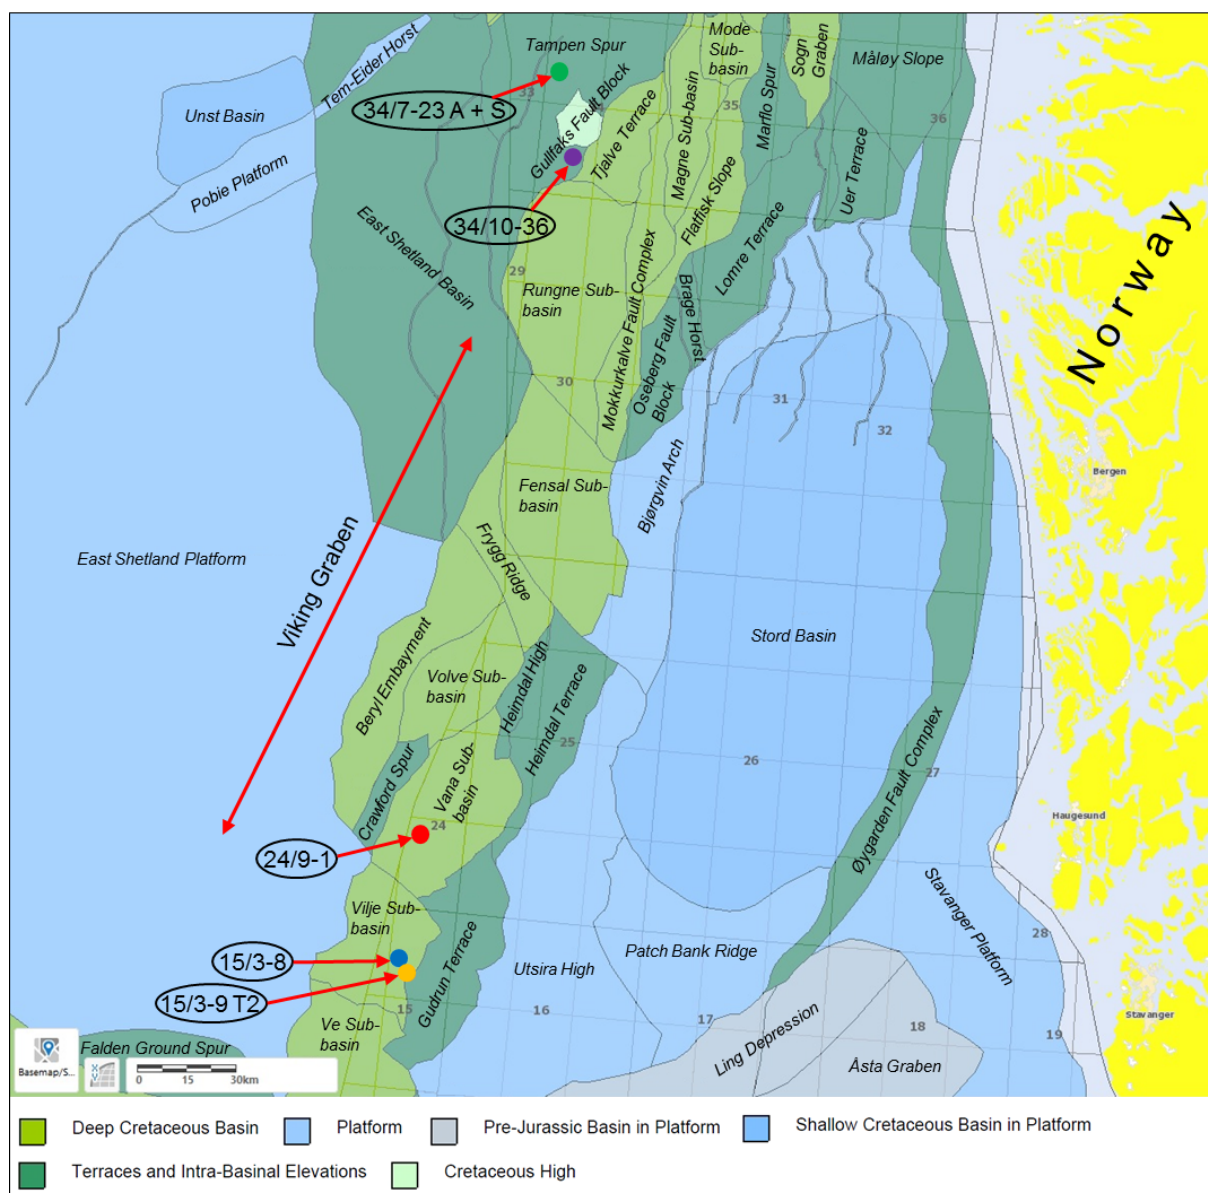 Tampen Spur
Mode
Sub-
basin
Sogn
Graben
Måløy Slope
Tern-Eider Horst
Unst Basin
Pobie Platform
33
34/7-23 A + S
Gullfaks Fault Block
Tjalve Terrace
Magne Sub-basin
35
Marflo Spur
36
Uer Terrace
34/10-36
Flatfisk Slope
Lomre Terrace
East Shetland Basin
29
Rungne Sub-
basin
Mokkurkalve Fault Complex
Brage Horst
Oseberg Fault
Block
30
31
32
Norway
Bergen
Fensal Sub-
basin
Bjørgvin Arch
East Shetland Platform
Viking Graben
Frygg Ridge
Stord Basin
Beryl Embayment
Volve Sub-
basin
Heimdal High
Heimdal Terrace
25
26
27
Crawford Spur
Vana Sub-
basin
24
24/9-1
Øygarden Fault Complex
Haugesund
Stavanger Platform
28
Vilje Sub-
basin
15/3-8
15/3-9 T2
Gudrun Terrace
Utsira High
Patch Bank Ridge
15
16
17
18
19
Stavanger
Ve Sub-
basin
Ling Depression
Åsta Graben
Falden Ground Spur
Basemap/S...
X
Y
0
15
30km
Deep Cretaceous Basin
Platform
Pre-Jurassic Basin in Platform
Shallow Cretaceous Basin in Platform
Terraces and Intra-Basinal Elevations
Cretaceous High